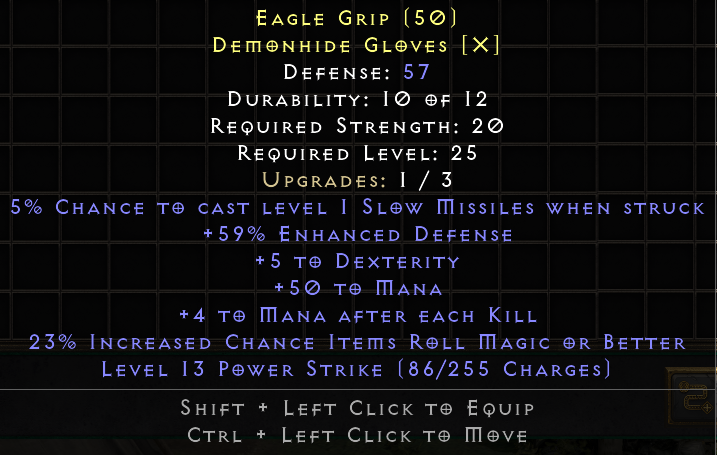 Eagle Grip (50)
Demonhide Gloves [X]
Defense: 57
Durability: 10 of 12
Required Strength: 20
Required Level: 25
Upgrades: 1 / 3
5% Chance to cast level 1 Slow Missiles when struck
+59% Enhanced Defense
+5 to Dexterity
+50 to Mana
+4 to Mana after each Kill
23% Increased Chance Items Roll Magic or Better
Level 13 Power Strike (86/255 Charges)
Shift + Left Click to Equip
Ctrl + Left Click to Move